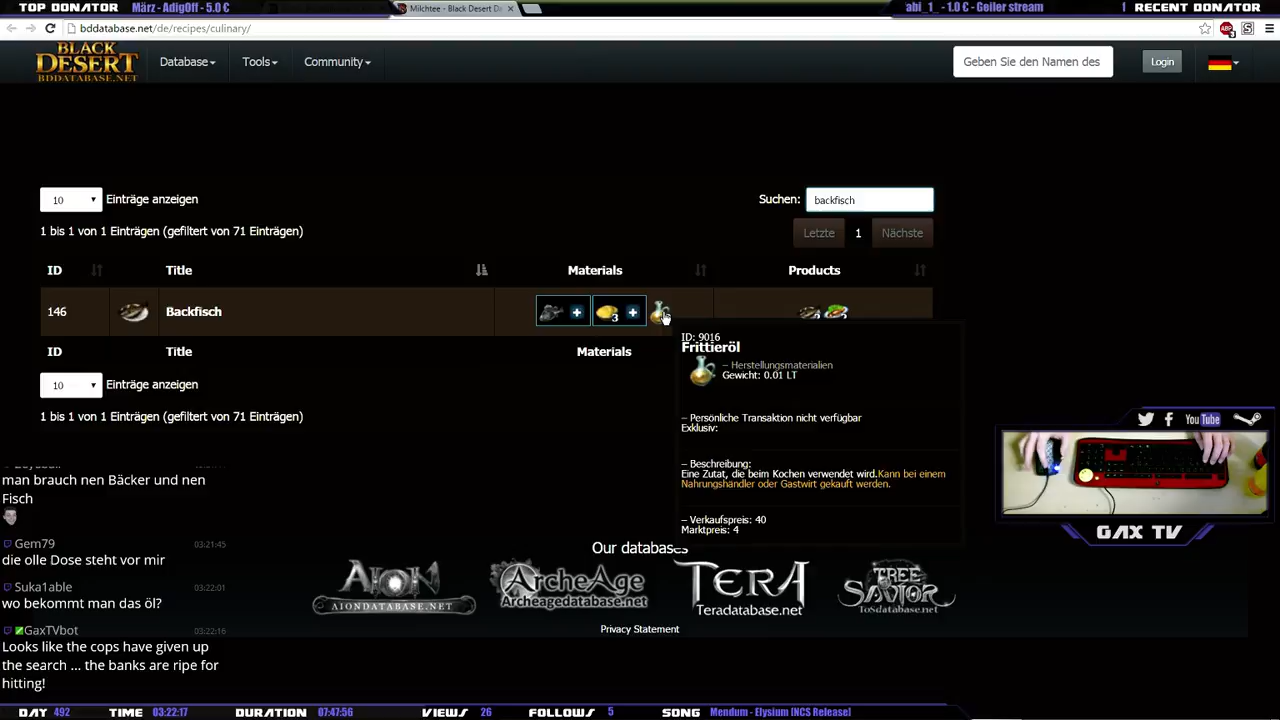 TOP DONATOR
März - AdigOff - 5.0 €
Milchtee - Black Desert Da
abi_1_ - 1.0 € - Geiler stream
1
RECENT DONATOR
bddatabase.net/de/recipes/culinary/
BLACK DESERT
BDDATABASE.NET
Database
Tools
Community
Geben Sie den Namen des
Login
10
Einträge anzeigen
Suchen:
backfisch
1 bis 1 von 1 Einträgen (gefiltert von 71 Einträgen)
Letzte
1
Nächste
ID
Title
Materials
Products
146
Backfisch
3
2
2
ID
Title
Materials
10
Einträge anzeigen
1 bis 1 von 1 Einträgen (gefiltert von 71 Einträgen)
ID: 9016
Frittieröl
– Herstellungsmaterialien
Gewicht: 0.01 LT
– Persönliche Transaktion nicht verfügbar
Exklusiv:
– Beschreibung:
Eine Zutat, die beim Kochen verwendet wird.Kann bei einem
Nahrungshändler oder Gastwirt gekauft werden.
– Verkaufspreis: 40
Marktpreis: 4
man brauch nen Bäcker und nen
Fisch
Gem79
03:21:45
die olle Dose steht vor mir
Suka1able
03:22:01
wo bekommt man das öl?
GaxTVbot
03:22:16
Looks like the cops have given up
the search ... the banks are ripe for
hitting!
You Tube
GAX TV
Our databases
AION
AIONDATABASE.NET
ArcheAge
Archeagedatabase.net
TERA
Teradatabase.net
TREE SAVIOR
ToSdatabase.net
Privacy Statement
DAY 492
TIME 03:22:17
DURATION 07:47:56
VIEWS 26
FOLLOWS 5
SONG Mendum - Elysium [NCS Release]